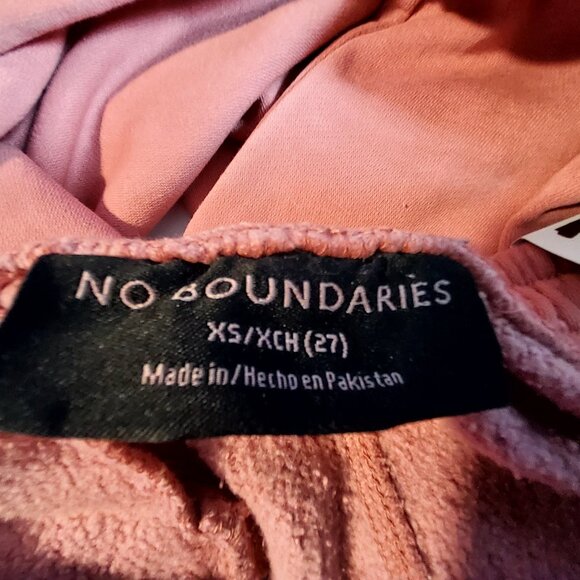 NO BOUNDARIES
XS/XCH (27)
Made in/Hecho en Pakistan